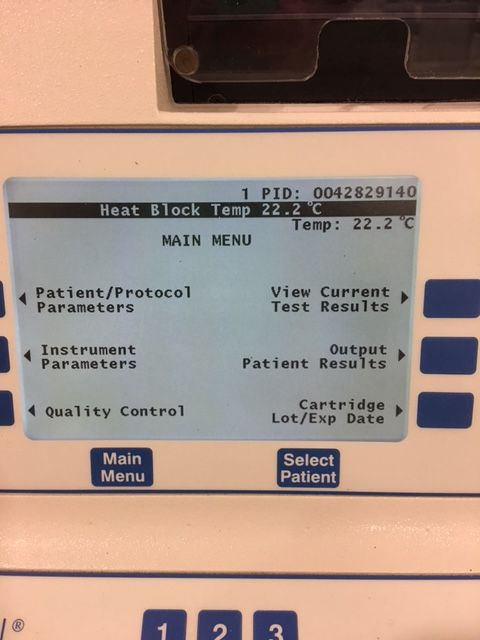 1 PID: 0042829140
Heat Block Temp 22.2°C
Temp: 22.2°C
MAIN MENU
Patient/Protocol Parameters
View Current Test Results
Instrument Parameters
Output Patient Results
Quality Control
Cartridge Lot/Exp Date
Main Menu
Select Patient
®
1 2 3